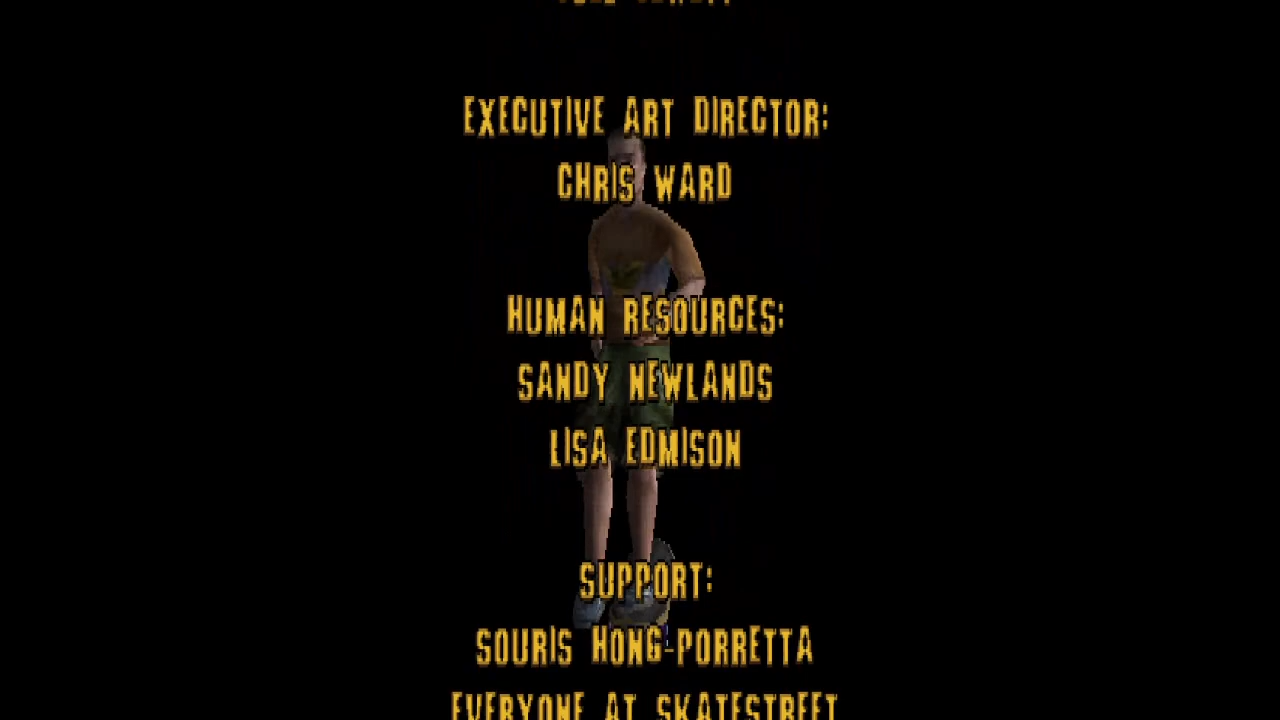 EXECUTIVE ART DIRECTOR:
CHRIS WARD
HUMAN RESOURCES:
SANDY NEWLANDS
LISA EDMISON
SUPPORT:
SOURIS HONG-PORRETTA
EVERYONE AT SKATESTREET